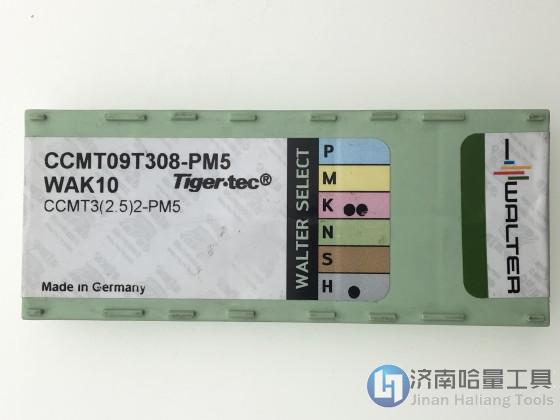 CCMT09T308-PM5
WAK10 Tiger·tec®
CCMT3(2.5)2-PM5
Made in Germany
WALTER SELECT
P
M
K
N
S
H
WALTER
济南哈量工具
Jinan Haliang Tools